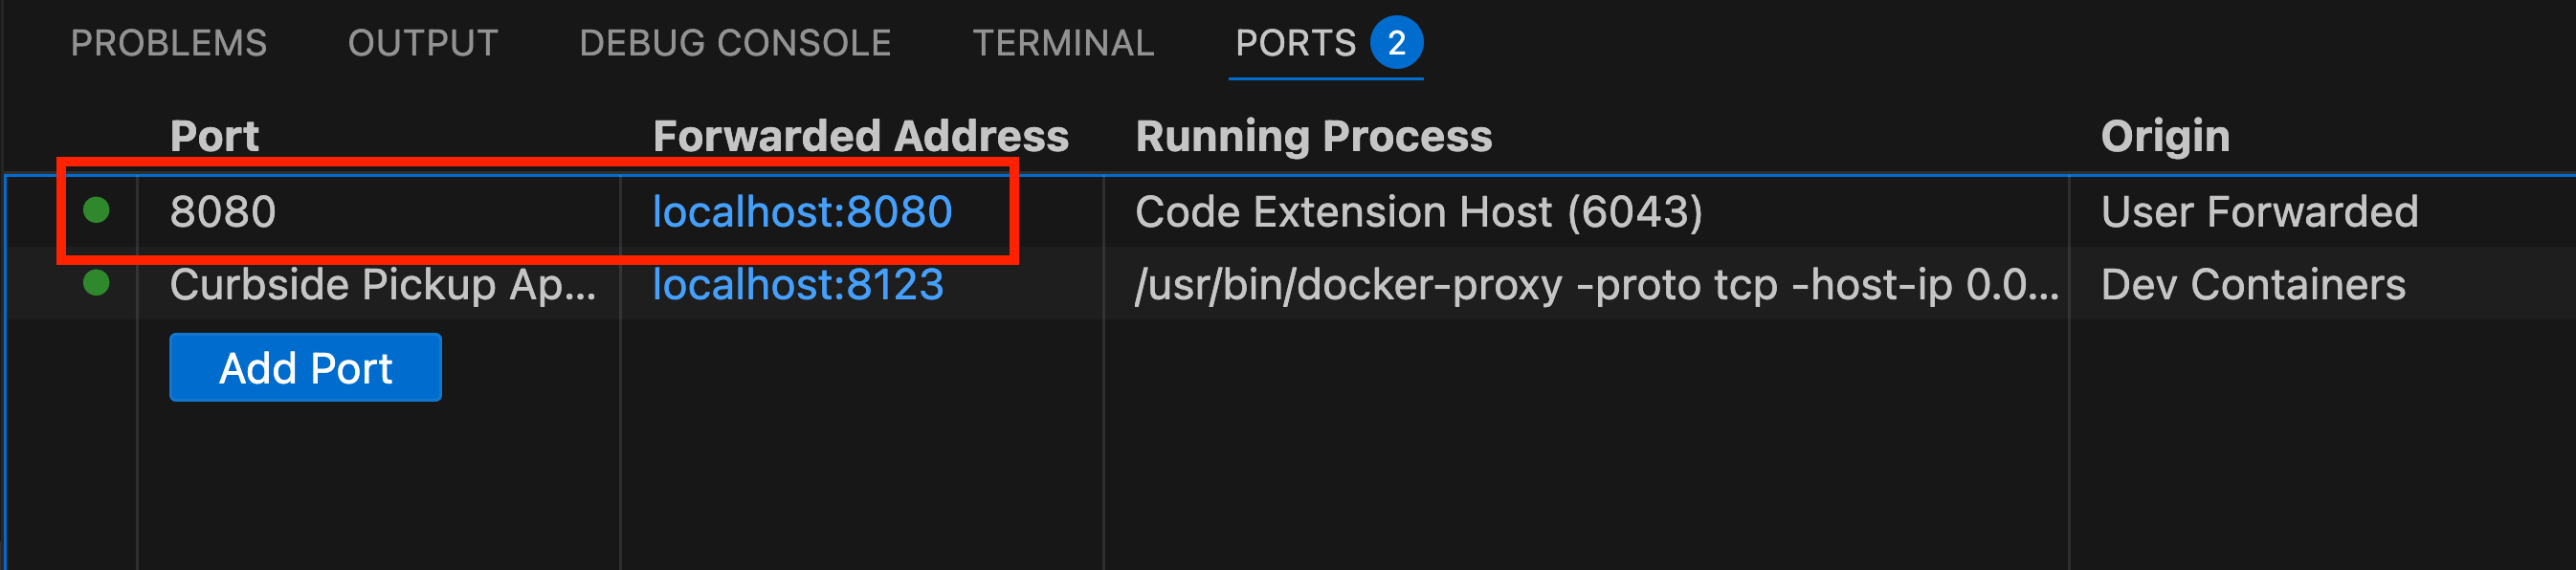 PROBLEMS OUTPUT DEBUG CONSOLE TERMINAL PORTS 2
Port Forwarded Address Running Process Origin
8080 localhost:8080 Code Extension Host (6043) User Forwarded
Curbside Pickup Ap... localhost:8123 /usr/bin/docker-proxy -proto tcp -host-ip 0.0... Dev Containers
Add Port